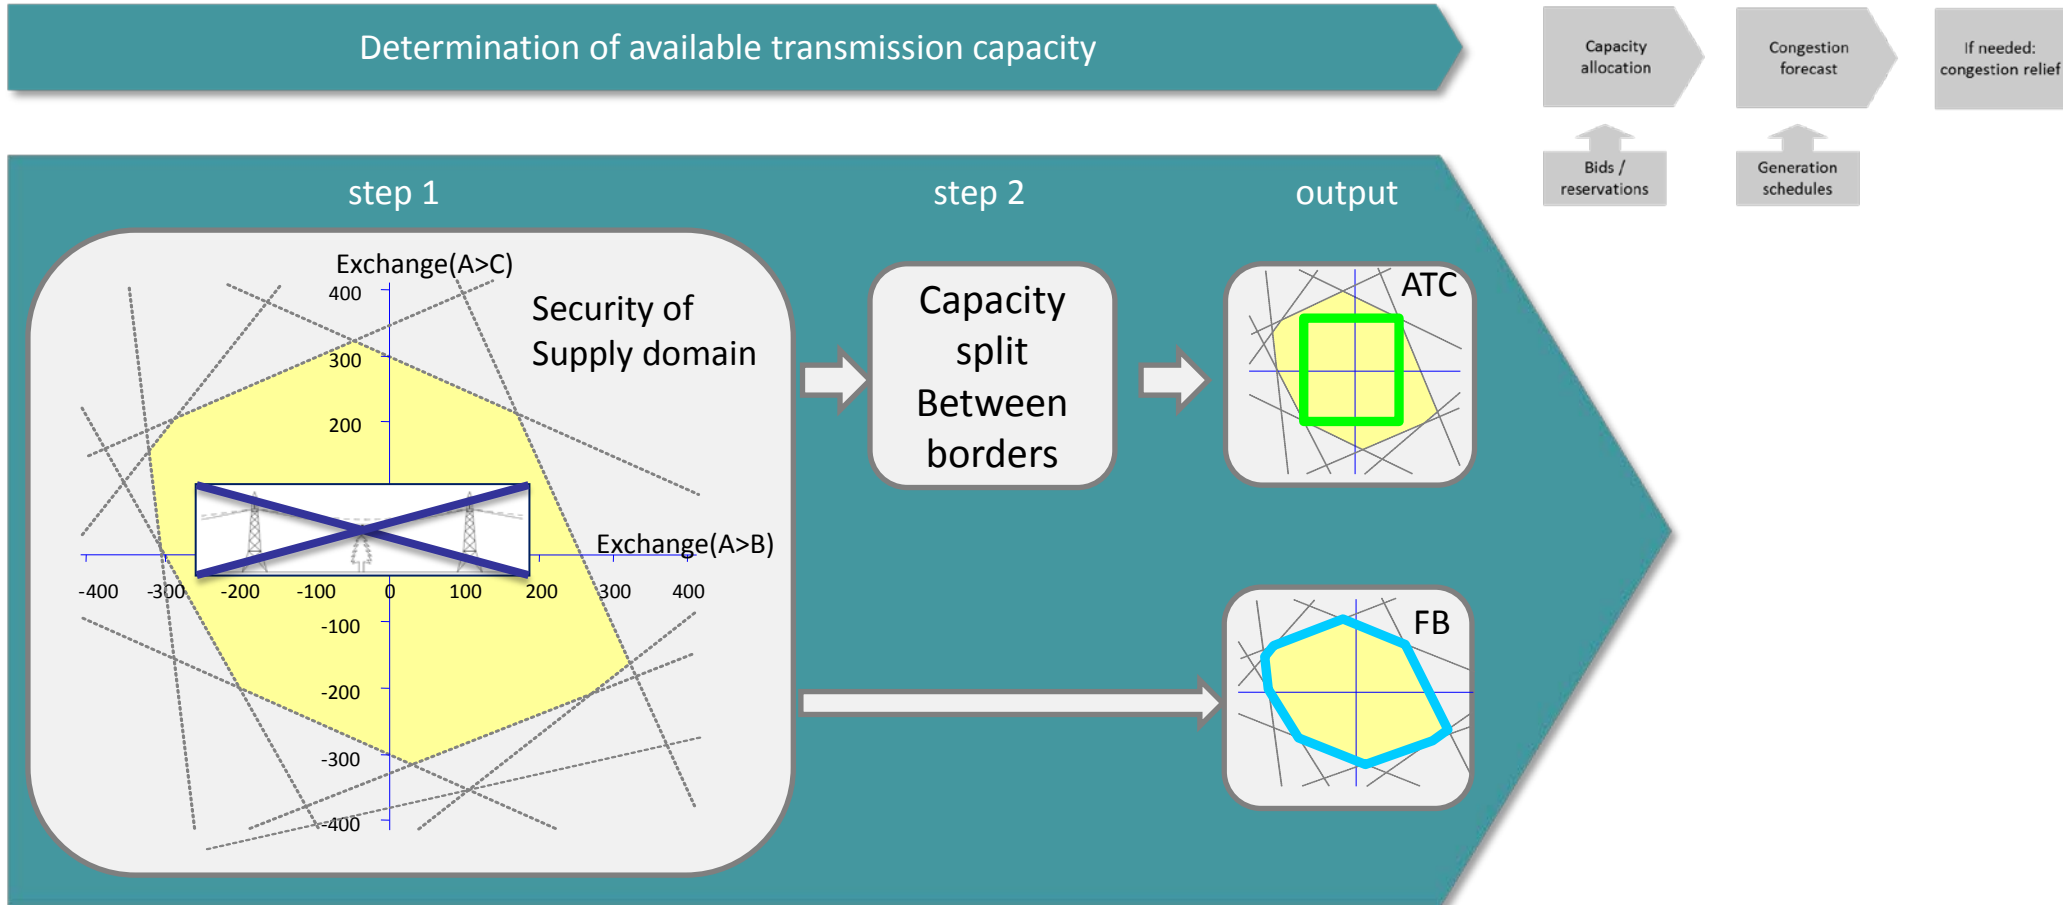 Determination of available transmission capacity
Capacity
allocation
Congestion
forecast
If needed:
congestion relief
Bids /
reservations
Generation
schedules
step 1
step 2
output
Exchange(A>C)
400
300
200
Security of
Supply domain
Exchange(A>B)
-400
-300
-200
-100
0
100
200
300
400
-100
-200
-300
-400
Capacity
split
Between
borders
ATC
FB